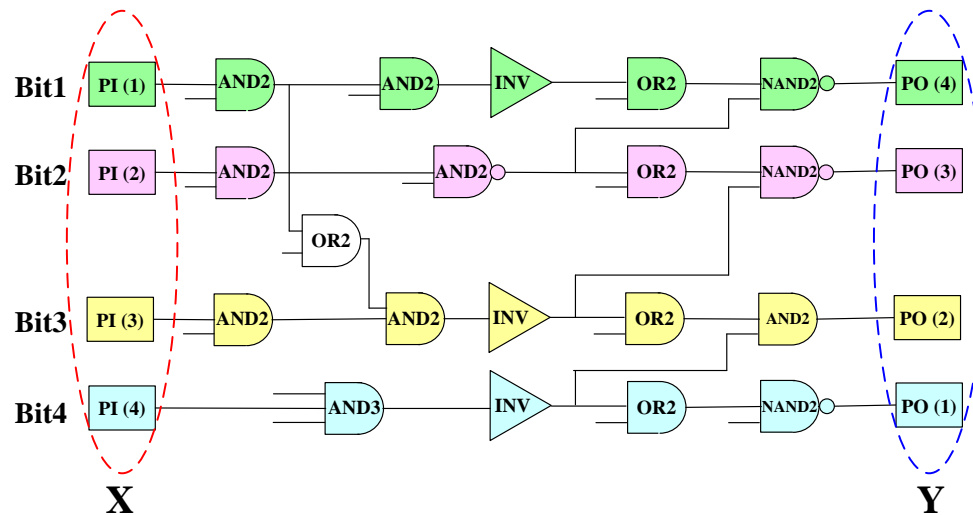 Bit1 PI (1) AND2 AND2 INV OR2 NAND2 PO (4)
Bit2 PI (2) AND2 AND2 OR2 NAND2 PO (3)
OR2
Bit3 PI (3) AND2 AND2 INV OR2 AND2 PO (2)
Bit4 PI (4) AND3 INV OR2 NAND2 PO (1)
X Y